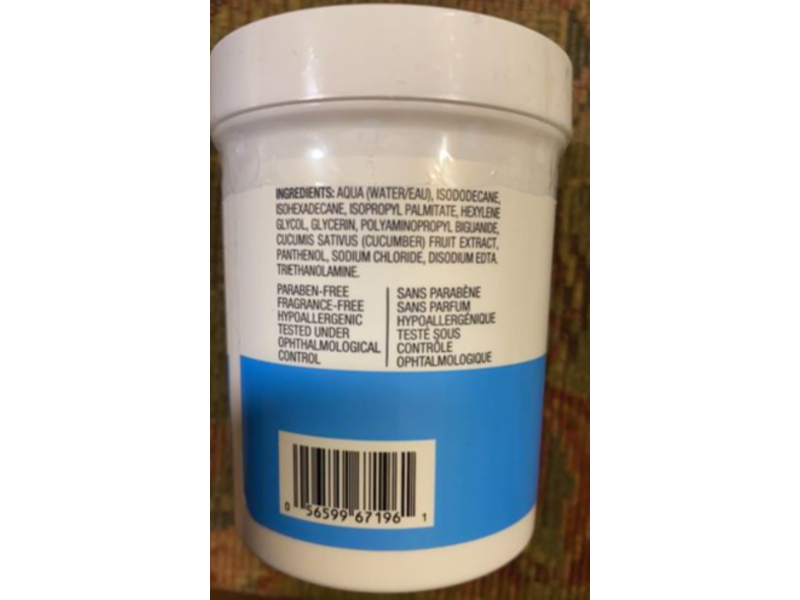 INGREDIENTS: AQUA (WATER/EAU), ISODODECANE,
ISOHEXADECANE, ISOPROPYL PALMITATE, HEXYLENE
GLYCOL, GLYCERIN, POLYAMINOPROPYL BIGUANIDE,
CUCUMIS SATIVUS (CUCUMBER) FRUIT EXTRACT,
PANTHENOL, SODIUM CHLORIDE, DISODIUM EDTA,
TRIETHANOLAMINE.
PARABEN-FREE
FRAGRANCE-FREE
HYPOALLERGENIC
TESTED UNDER
OPHTHALMOLOGICAL
CONTROL
SANS PARABÈNE
SANS PARFUM
HYPOALLERGÉNIQUE
TESTÉ SOUS
CONTRÔLE
OPHTALMOLOGIQUE
0 56599 67196 1